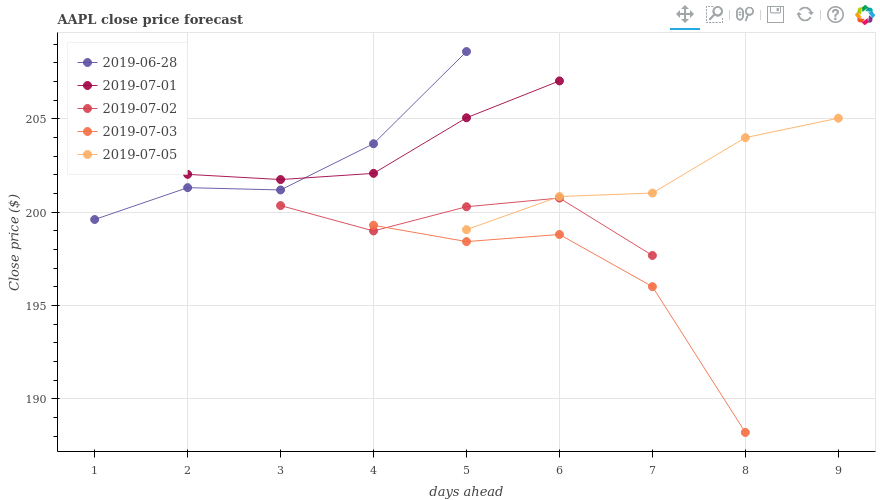 AAPL close price forecast
2019-06-28
2019-07-01
2019-07-02
2019-07-03
2019-07-05
Close price ($)
205
200
195
190
1 2 3 4 5 6 7 8 9
days ahead